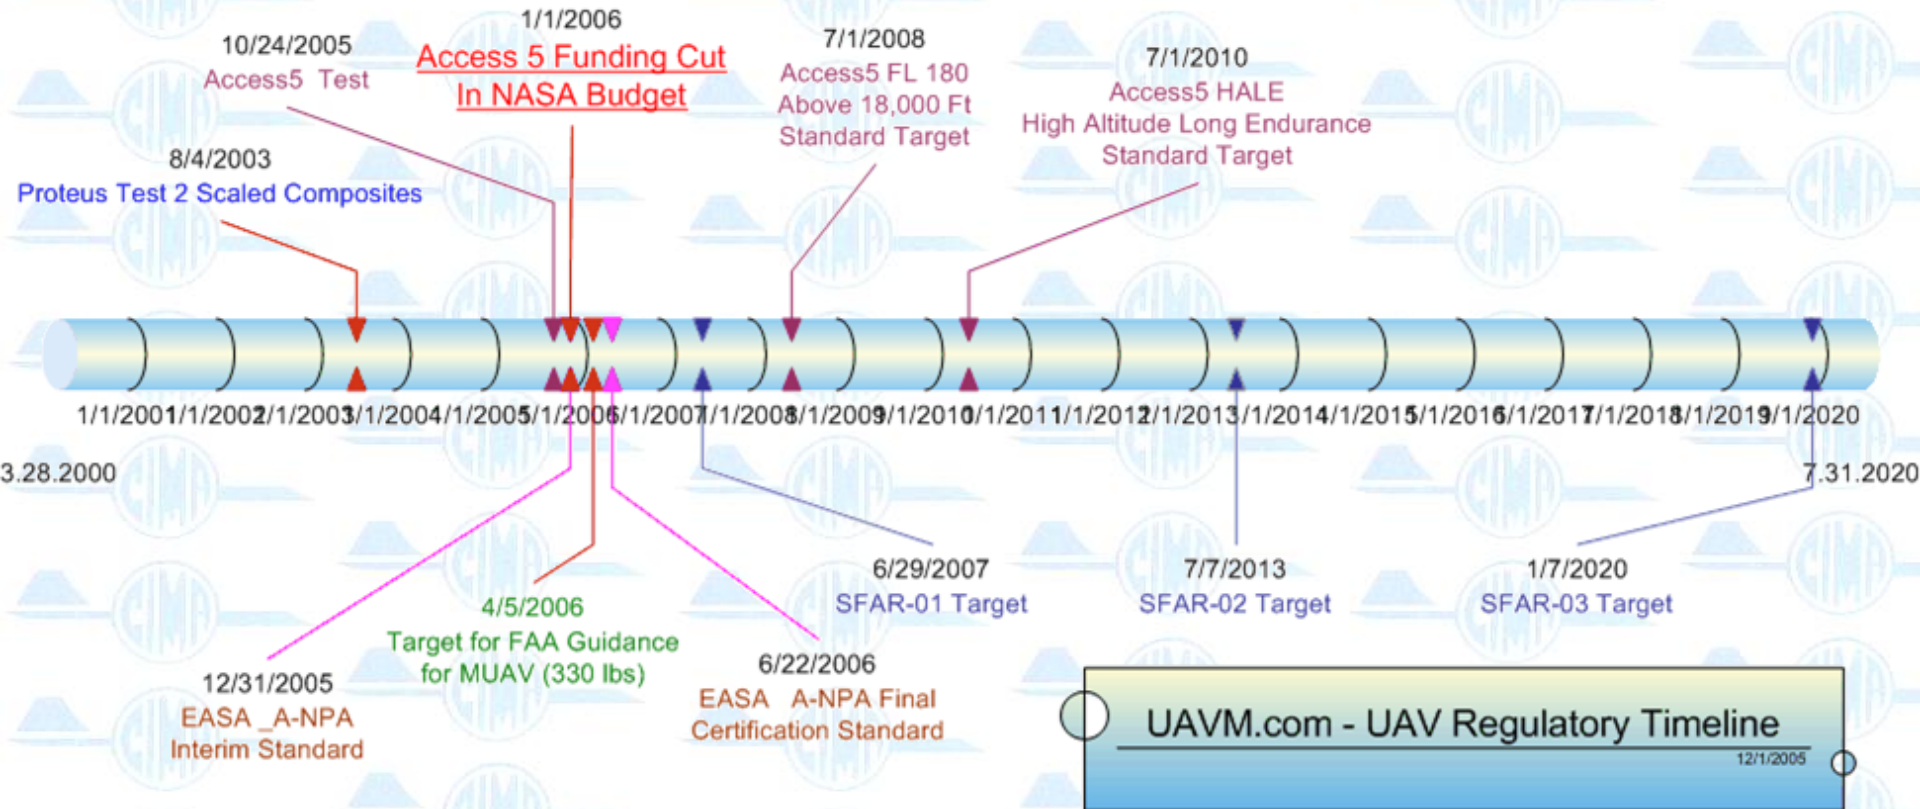 1/1/2006
10/24/2005
Access 5 Funding Cut
In NASA Budget
Access5 Test
7/1/2008
Access5 FL 180
Above 18,000 Ft
Standard Target
7/1/2010
Access5 HALE
High Altitude Long Endurance
Standard Target
8/4/2003
Proteus Test 2 Scaled Composites
1/1/2001 1/1/2002 1/1/2003 1/1/2004 1/1/2005 1/1/2006 1/1/2007 1/1/2008 1/1/2009 1/1/2010 1/1/2011 1/1/2012 1/1/2013 1/1/2014 1/1/2015 1/1/2016 1/1/2017 1/1/2018 1/1/2019 1/1/2020
3.28.2000
7.31.2020
12/31/2005
EASA _A-NPA
Interim Standard
4/5/2006
Target for FAA Guidance
for MUAV (330 lbs)
6/22/2006
EASA A-NPA Final
Certification Standard
6/29/2007
SFAR-01 Target
7/7/2013
SFAR-02 Target
1/7/2020
SFAR-03 Target
UAVM.com - UAV Regulatory Timeline
12/1/2005
CIMA